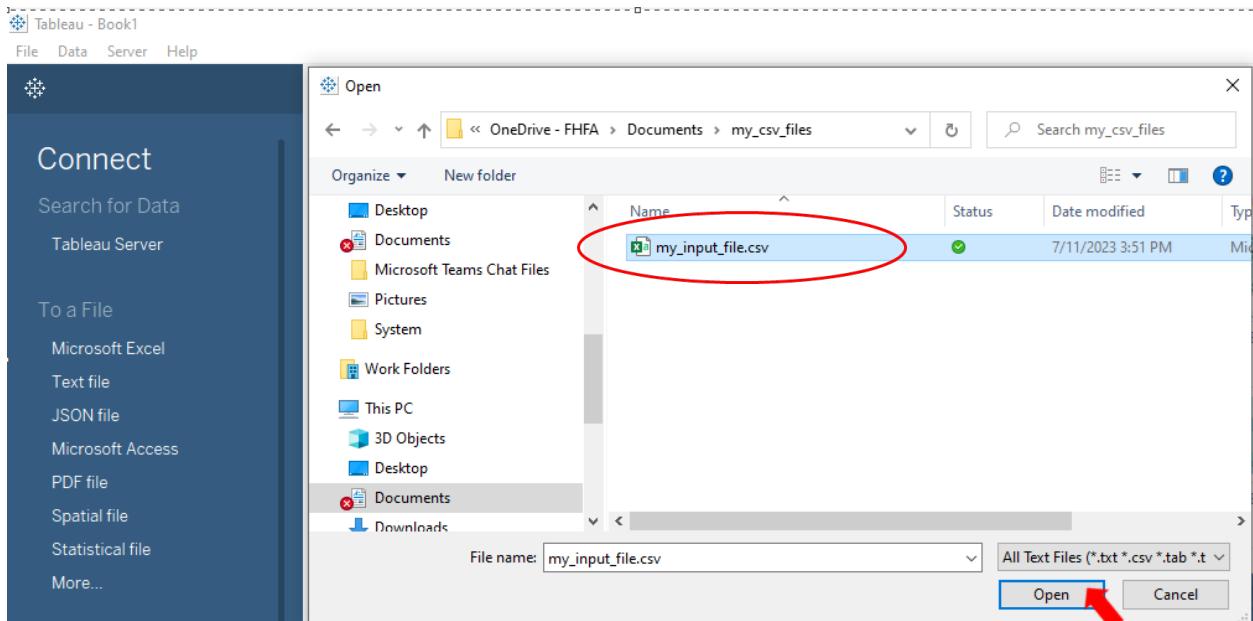 Tableau - Book1
File Data Server Help
Open
« OneDrive - FHFA > Documents > my_csv_files
Search my_csv_files
Connect
Search for Data
Tableau Server
To a File
Microsoft Excel
Text file
JSON file
Microsoft Access
PDF file
Spatial file
Statistical file
More...
Organize New folder
?
Desktop
Documents
Microsoft Teams Chat Files
Pictures
System
Work Folders
This PC
3D Objects
Desktop
Documents
Downloads
Name Status Date modified Typ
my_input_file.csv 7/11/2023 3:51 PM Mic
File name: my_input_file.csv All Text Files (*.txt *.csv *.tab *.t
Open Cancel